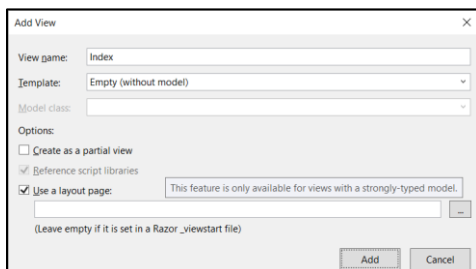 Add View
View name: Index
Template: Empty (without model)
Model class:
Options:
Create as a partial view
Reference script libraries
Use a layout page: This feature is only available for views with a strongly-typed model.
...
(Leave empty if it is set in a Razor _viewstart file)
Add Cancel